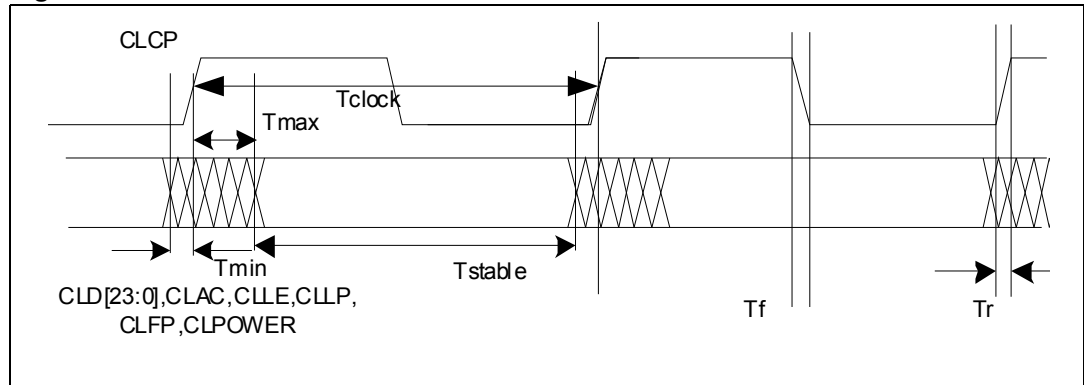 CLCP
Tclock
Tmax
Tmin
Tstable
CLD[23:0],CLAC,CLLE,CLLP,
CLFP,CLPOWER
Tf
Tr